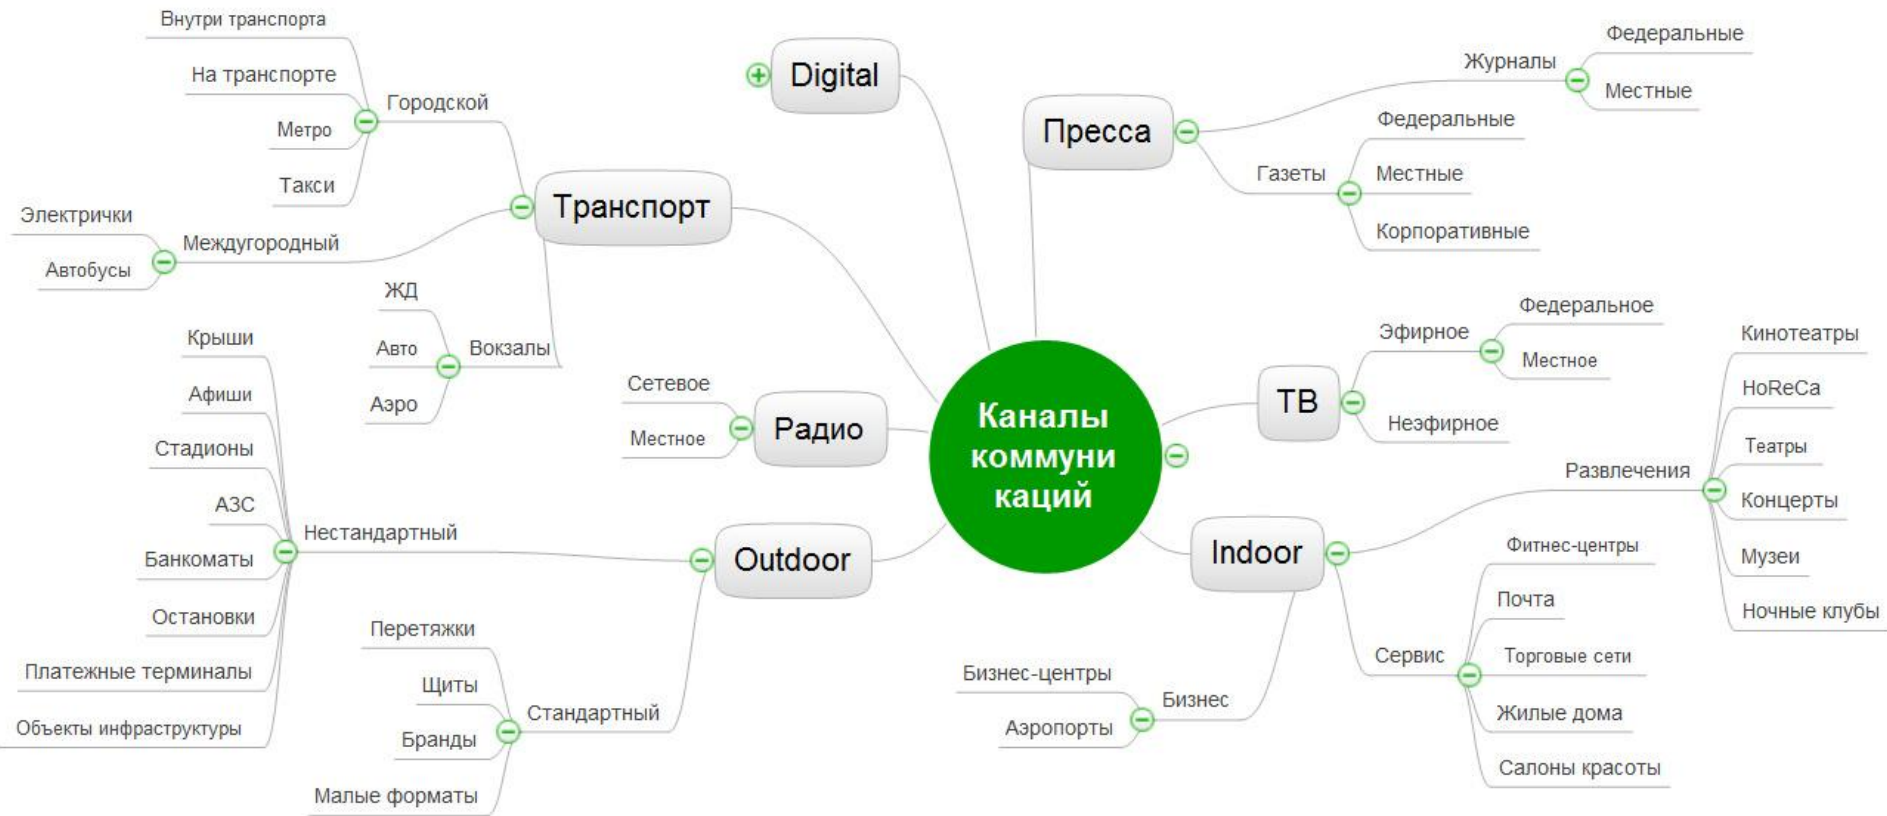 Каналы
коммуни
каций
Digital
Транспорт
Городской
Внутри транспорта
На транспорте
Метро
Такси
Междугородный
Электрички
Автобусы
Вокзалы
ЖД
Авто
Аэро
Радио
Сетевое
Местное
Outdoor
Нестандартный
Крыши
Афиши
Стадионы
АЗС
Банкоматы
Остановки
Платежные терминалы
Объекты инфраструктуры
Стандартный
Перетяжки
Щиты
Бранды
Малые форматы
Пресса
Журналы
Федеральные
Местные
Газеты
Федеральные
Местные
Корпоративные
ТВ
Эфирное
Федеральное
Местное
Неэфирное
Indoor
Развлечения
Кинотеатры
HoReCa
Театры
Концерты
Музеи
Ночные клубы
Сервис
Фитнес-центры
Почта
Торговые сети
Жилые дома
Салоны красоты
Бизнес
Бизнес-центры
Аэропорты